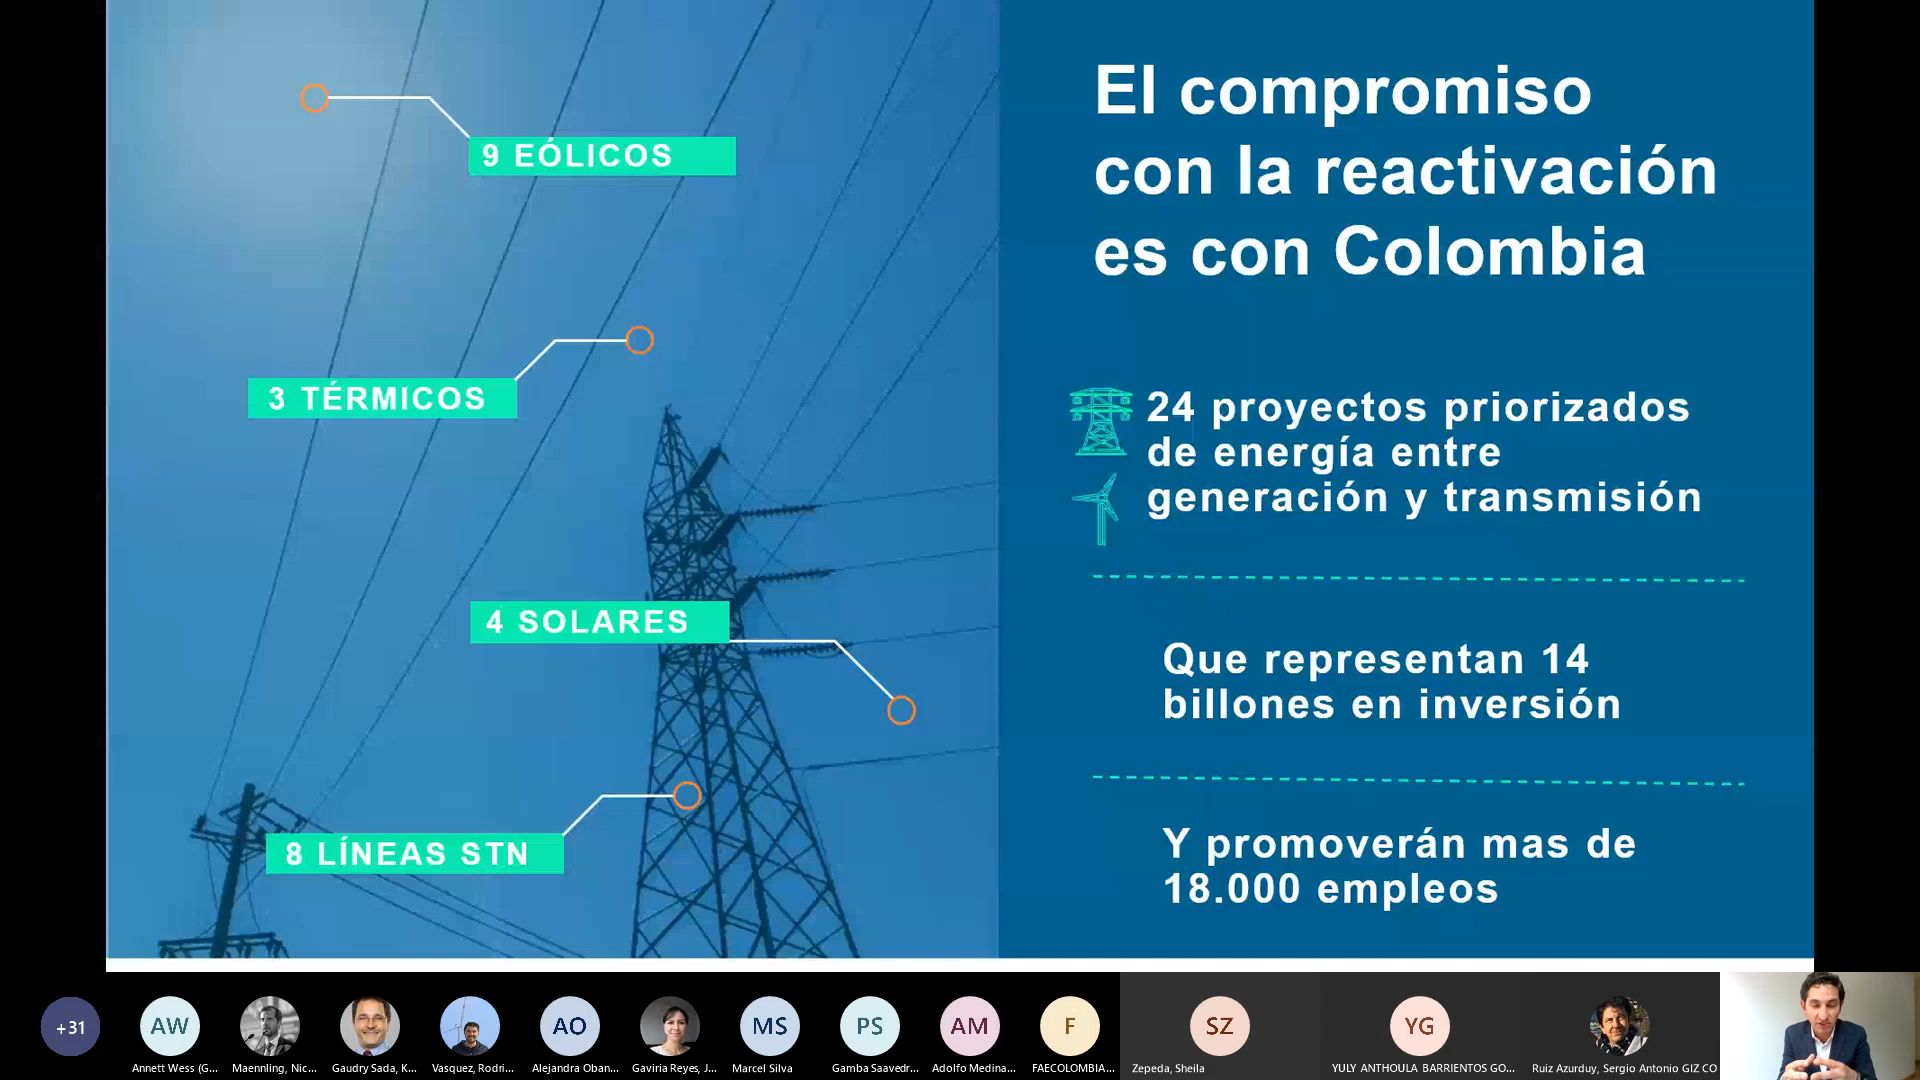 9 EÓLICOS
3 TÉRMICOS
4 SOLARES
8 LÍNEAS STN
El compromiso
con la reactivación
es con Colombia
24 proyectos priorizados
de energía entre
generación y transmisión
Que representan 14
billones en inversión
Y promoverán mas de
18.000 empleos
+31
AW
AO
MS
PS
AM
F
SZ
YG
Annett Wess (G...
Maennling, Nic...
Gaudry Sada, K...
Vasquez, Rodri...
Alejandra Oban...
Gaviria Reyes, J...
Marcel Silva
Gamba Saavedr...
Adolfo Medina...
FAECOLOMBIA...
Zepeda, Sheila
YULY ANTHOULA BARRIENTOS GO...
Ruiz Azurduy, Sergio Antonio GIZ CO